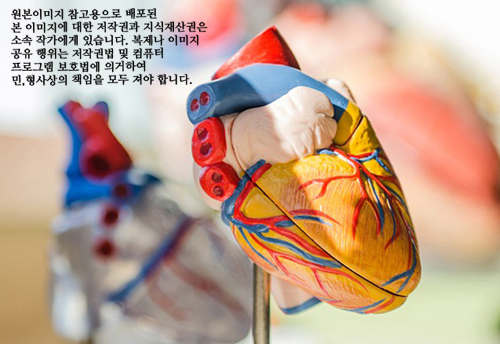 원본이미지 참고용으로 배포된
본 이미지에 대한 저작권과 지식재산권은
소속 작가에게 있습니다. 복제나 이미지
공유 행위는 저작권법 및 컴퓨터
프로그램 보호법에 의거하여
민,형사상의 책임을 모두 져야 합니다.